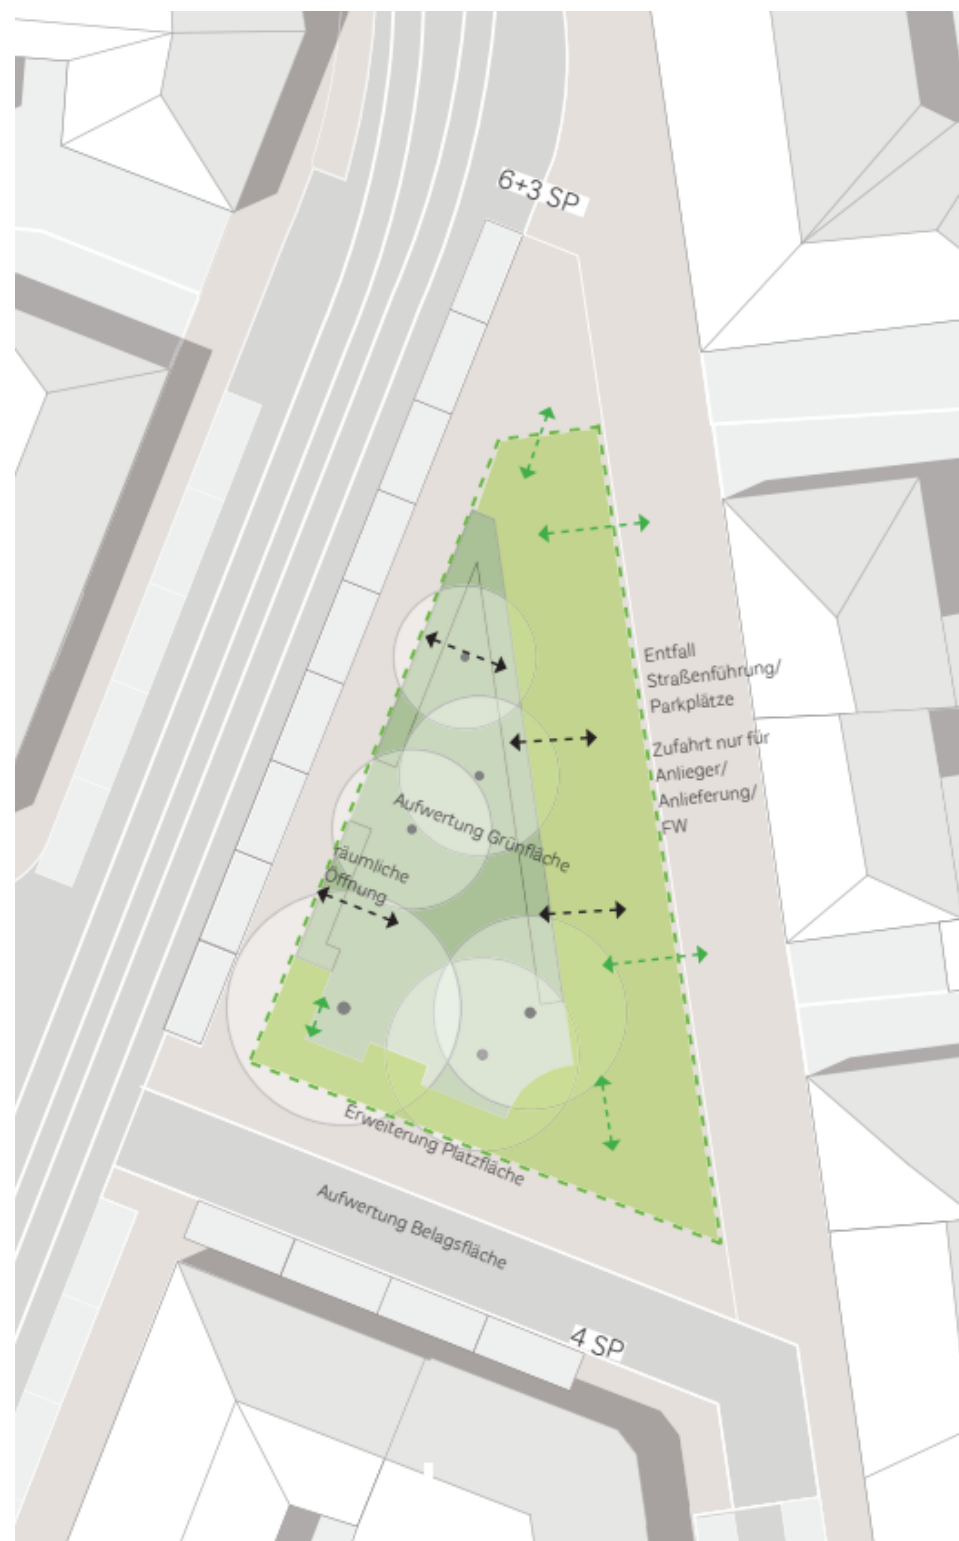 6+3 SP
Entfall
Straßenführung/
Parkplätze
Zufahrt nur für
Anlieger/
Anlieferung/
FW
Aufwertung Grünfläche
räumliche
Öffnung
Erweiterung Platzfläche
Aufwertung Belagsfläche
4 SP